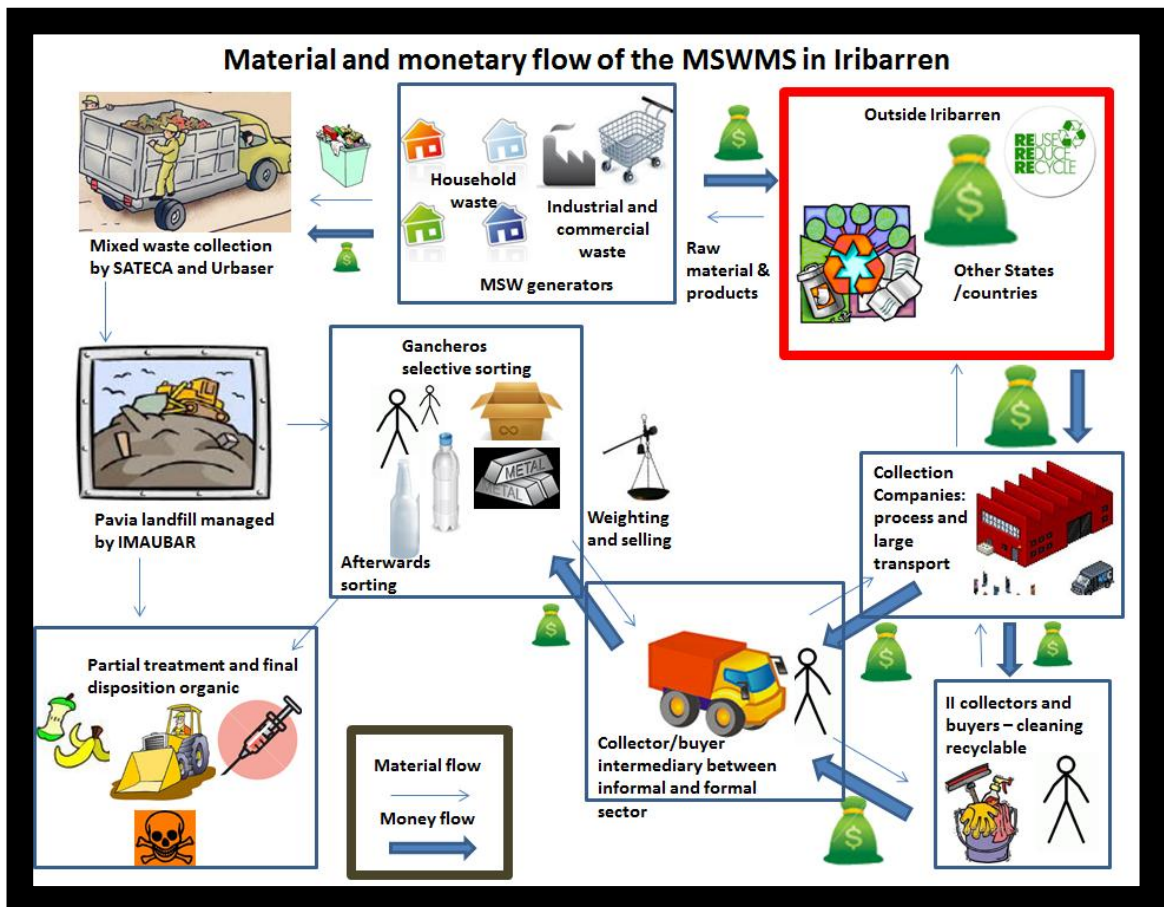 Material and monetary flow of the MSWMS in Iribarren
Mixed waste collection
by SATECA and Urbaser
Household
waste
Industrial and
commercial
waste
MSW generators
Raw
material &
products
Outside Iribarren
REUSE
REDUCE
RECYCLE
Other States
/countries
Pavia landfill managed
by IMAUBAR
Gancheros
selective sorting
METAL
METAL
Afterwards
sorting
Weighting
and selling
Collection
Companies:
process and
large
transport
Partial treatment and final
disposition organic
Material flow
Money flow
Collector/buyer
intermediary between
informal and formal
sector
II collectors and
buyers – cleaning
recyclable